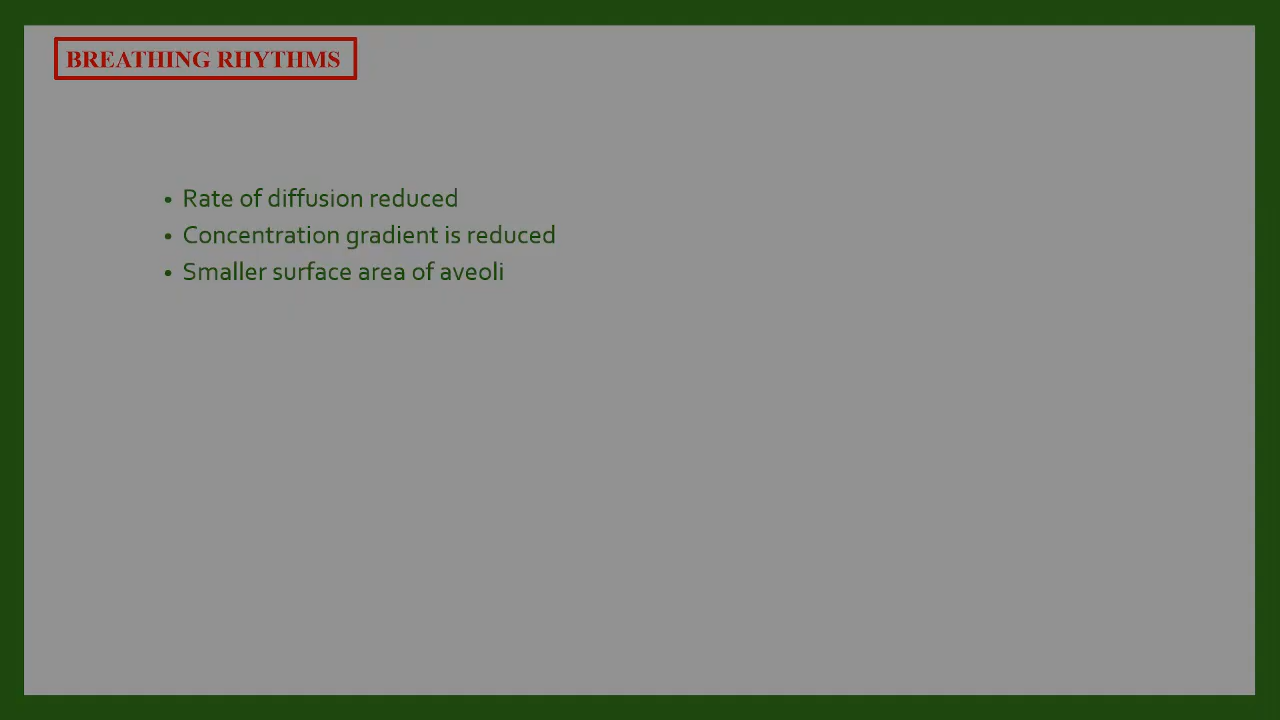 BREATHING RHYTHMS
• Rate of diffusion reduced
• Concentration gradient is reduced
• Smaller surface area of aveoli